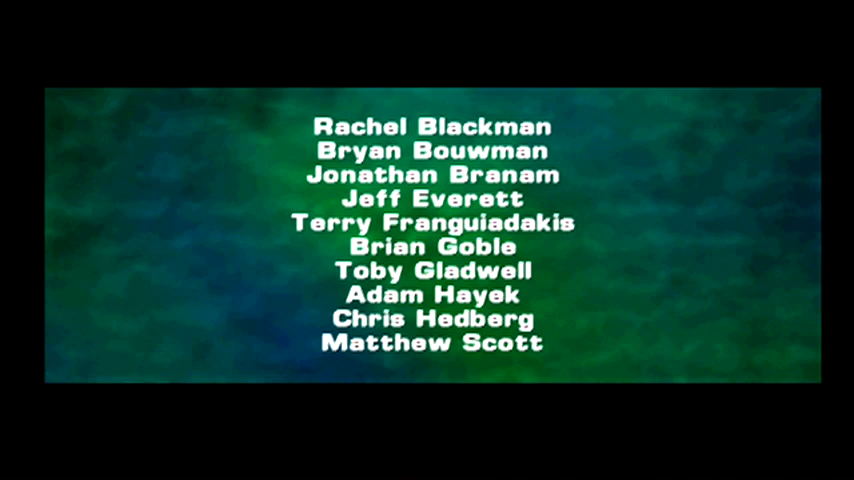 Rachel Blackman
Bryan Bouwman
Jonathan Branam
Jeff Everett
Terry Franguiadakis
Brian Goble
Toby Gladwell
Adam Hayek
Chris Hedberg
Matthew Scott